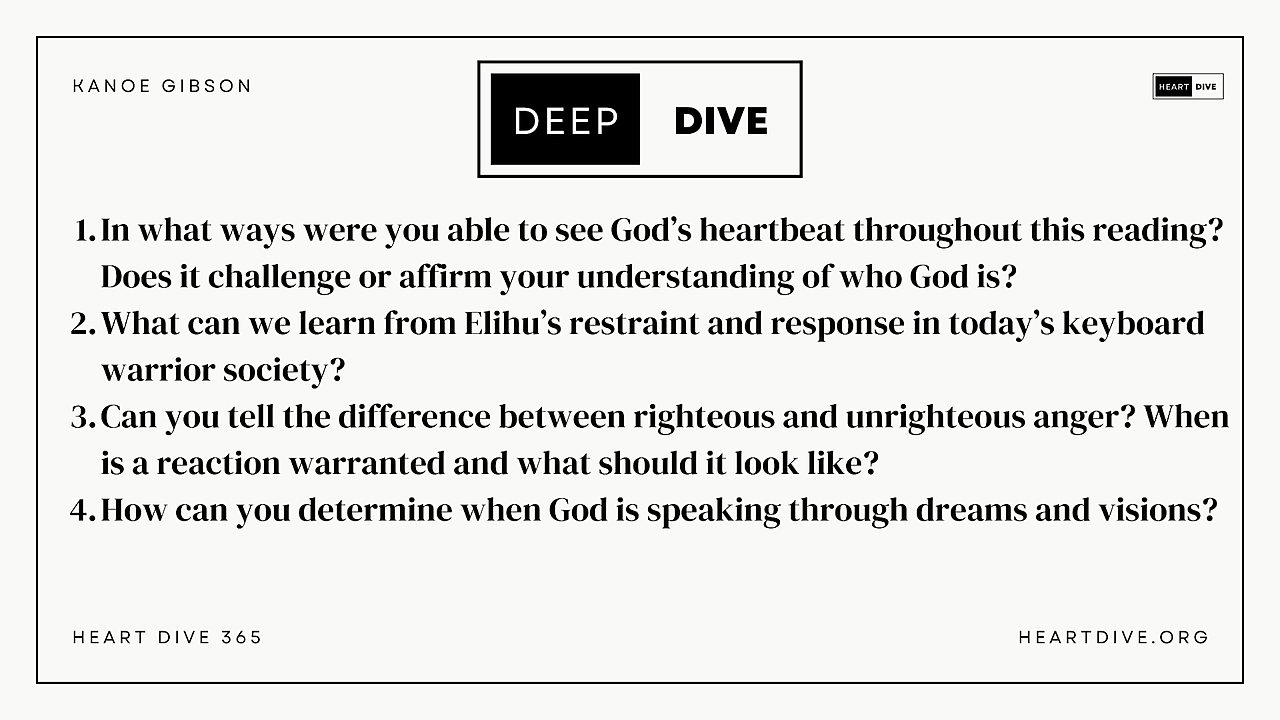 KANOE GIBSON
DEEP DIVE
HEART DIVE
1. In what ways were you able to see God’s heartbeat throughout this reading?
Does it challenge or affirm your understanding of who God is?
2. What can we learn from Elihu’s restraint and response in today’s keyboard
warrior society?
3. Can you tell the difference between righteous and unrighteous anger? When
is a reaction warranted and what should it look like?
4. How can you determine when God is speaking through dreams and visions?
HEART DIVE 365
HEARTDIVE.ORG